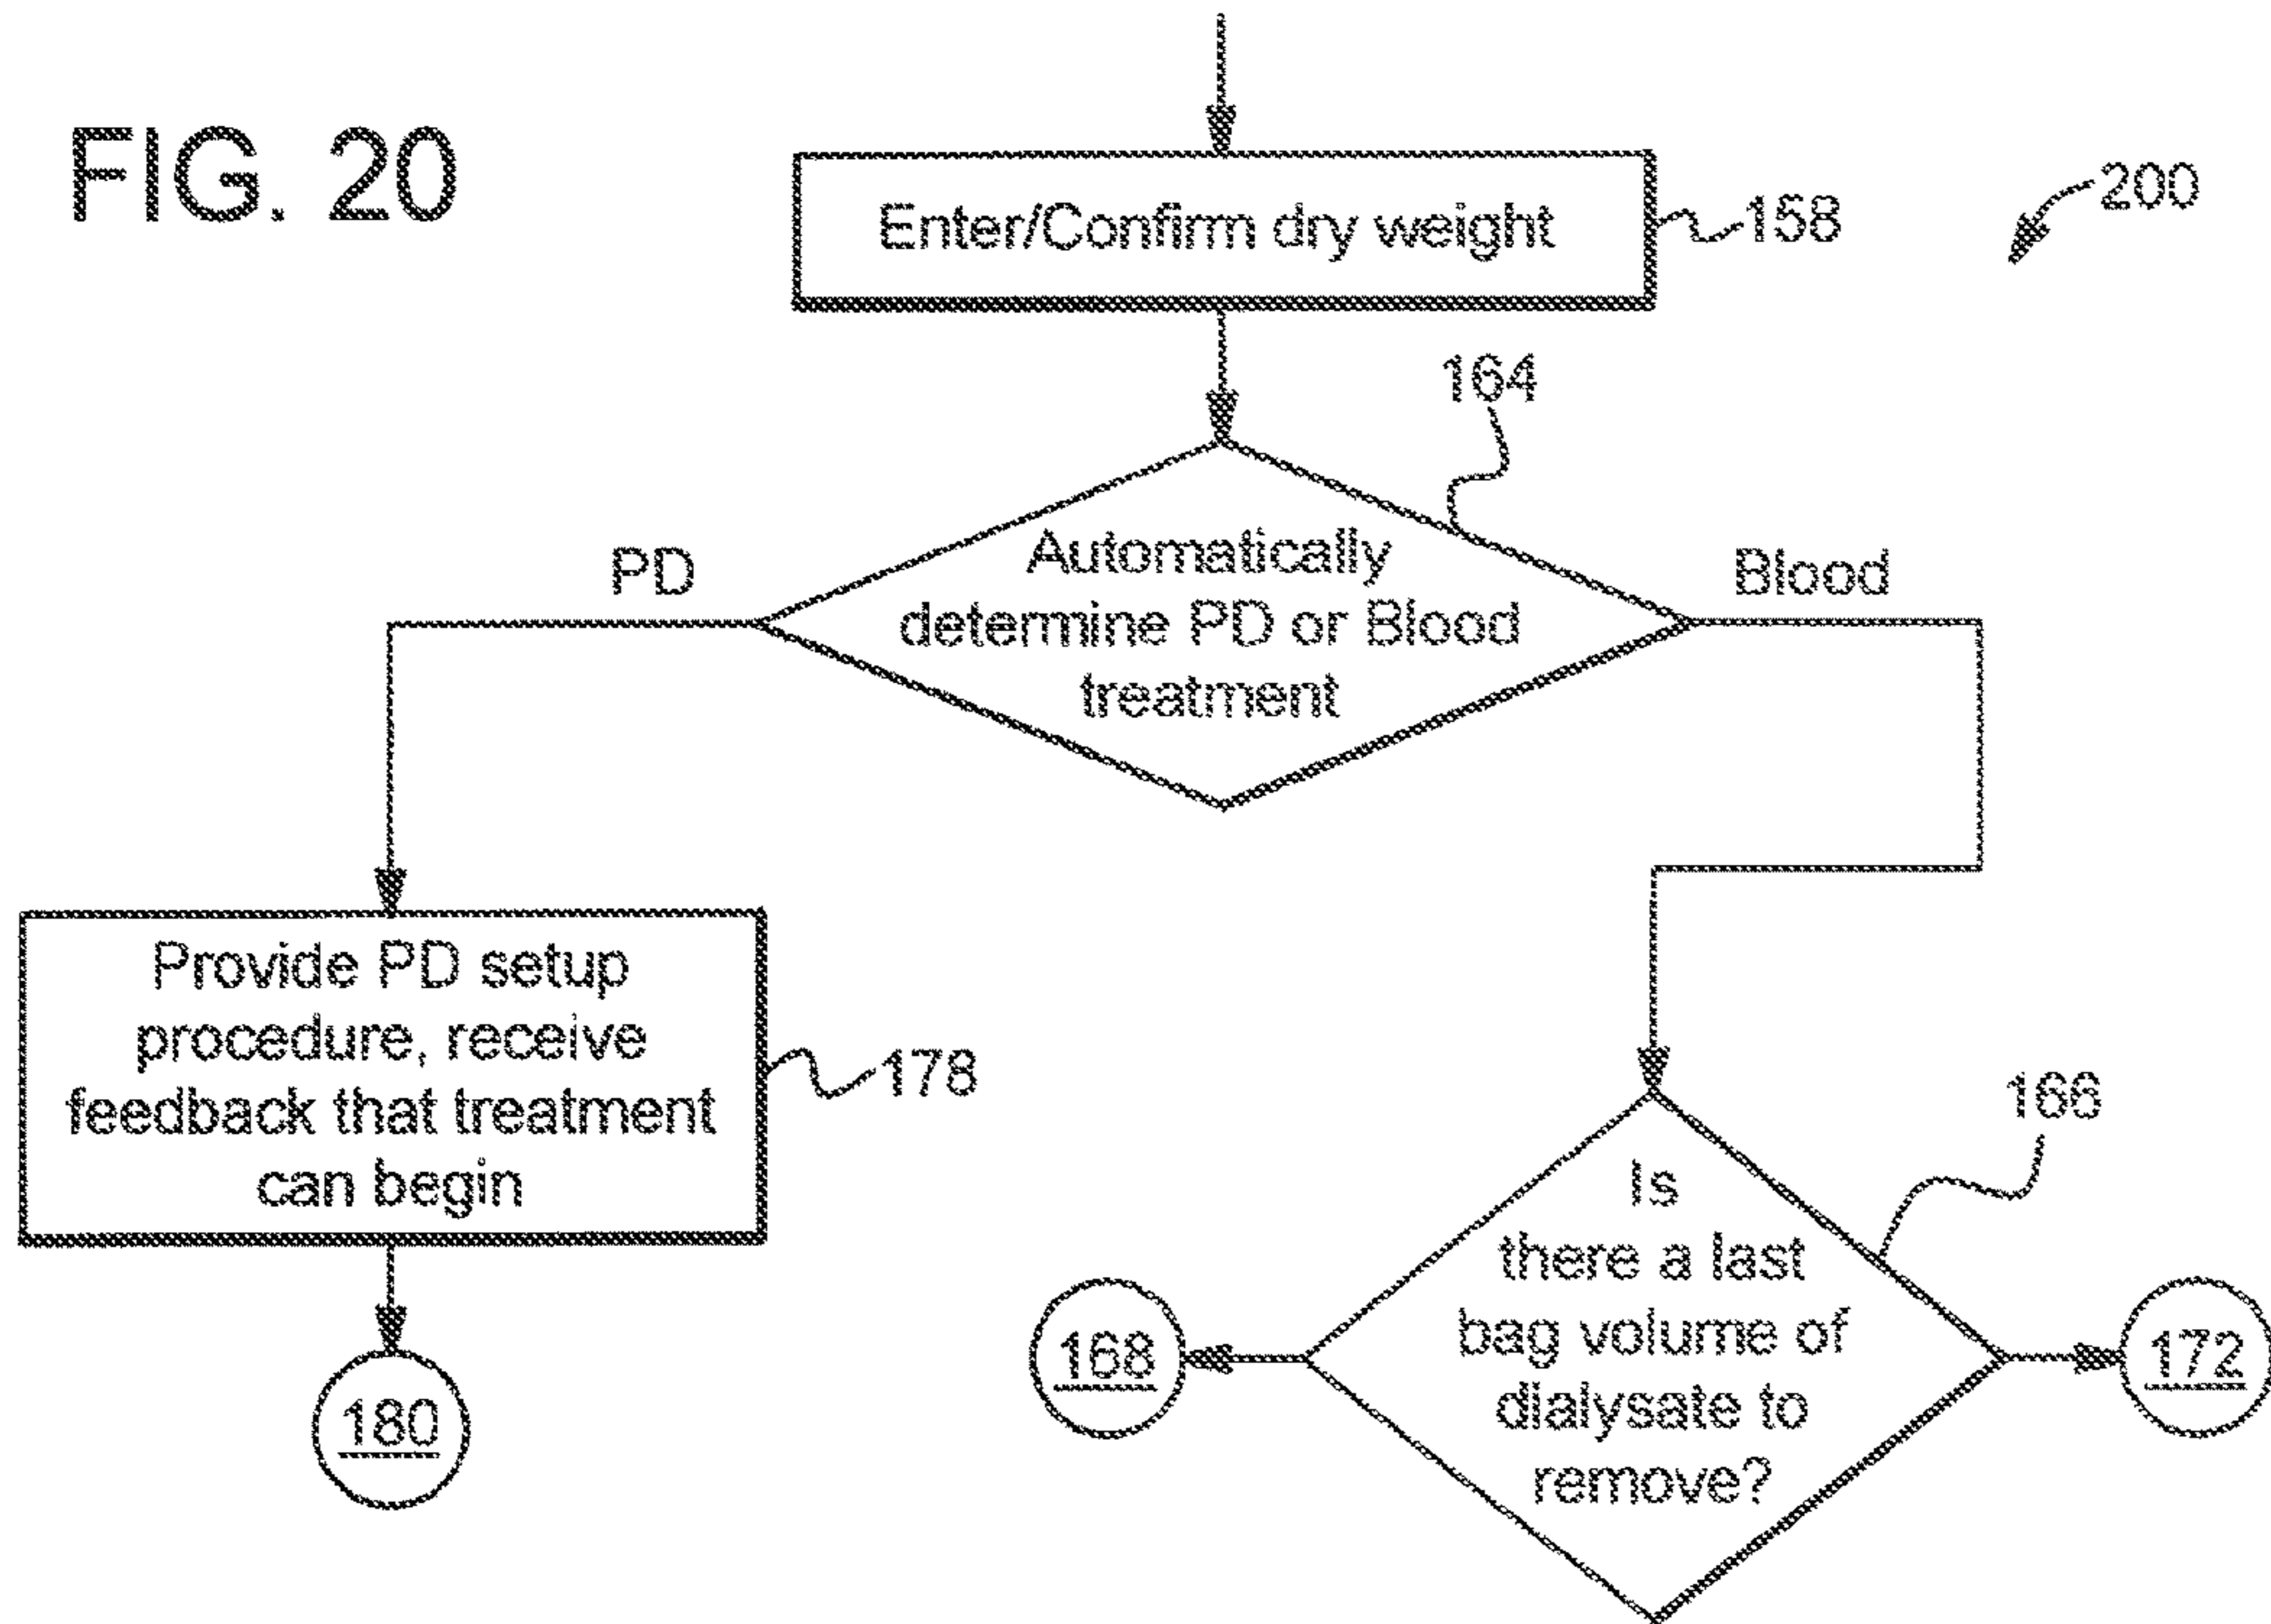 FIG. 20
Enter/Confirm dry weight
158
200
164
Automatically
determine PD or Blood
treatment
PD
Blood
Provide PD setup
procedure, receive
feedback that treatment
can begin
178
180
166
Is
there a last
bag volume of
dialysate to
remove?
168
172